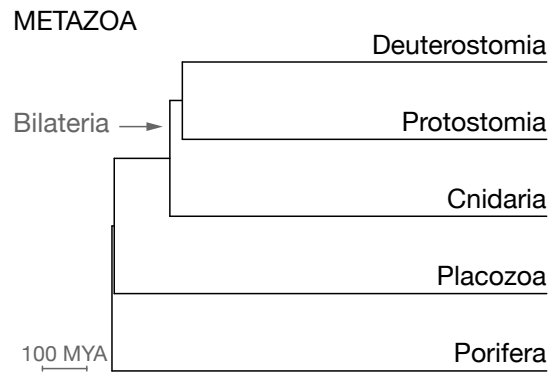 METAZOA
Deuterostomia
Bilateria
Protostomia
Cnidaria
Placozoa
100 MYA
Porifera